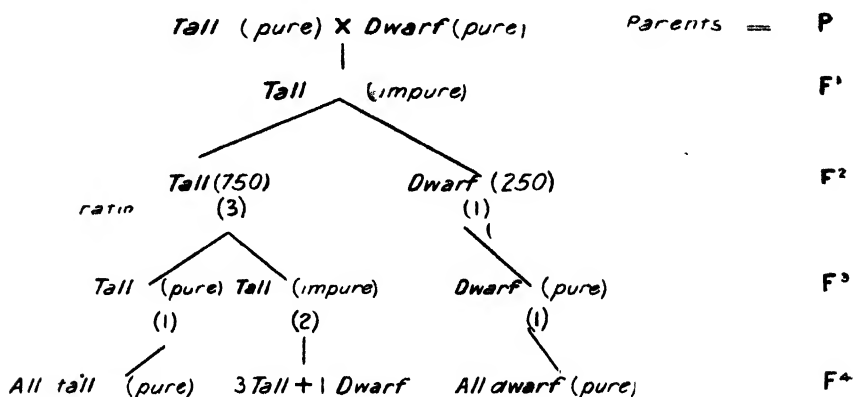 Tall (pure) X Dwarf (pure) Parents = P
Tall (impure) F¹
Tall (750) Dwarf (250) F²
ratin (3) (1)
Tall (pure) Tall (impure) Dwarf (pure) F³
(1) (2) (1)
All tall (pure) 3 Tall + 1 Dwarf All dwarf (pure) F⁴